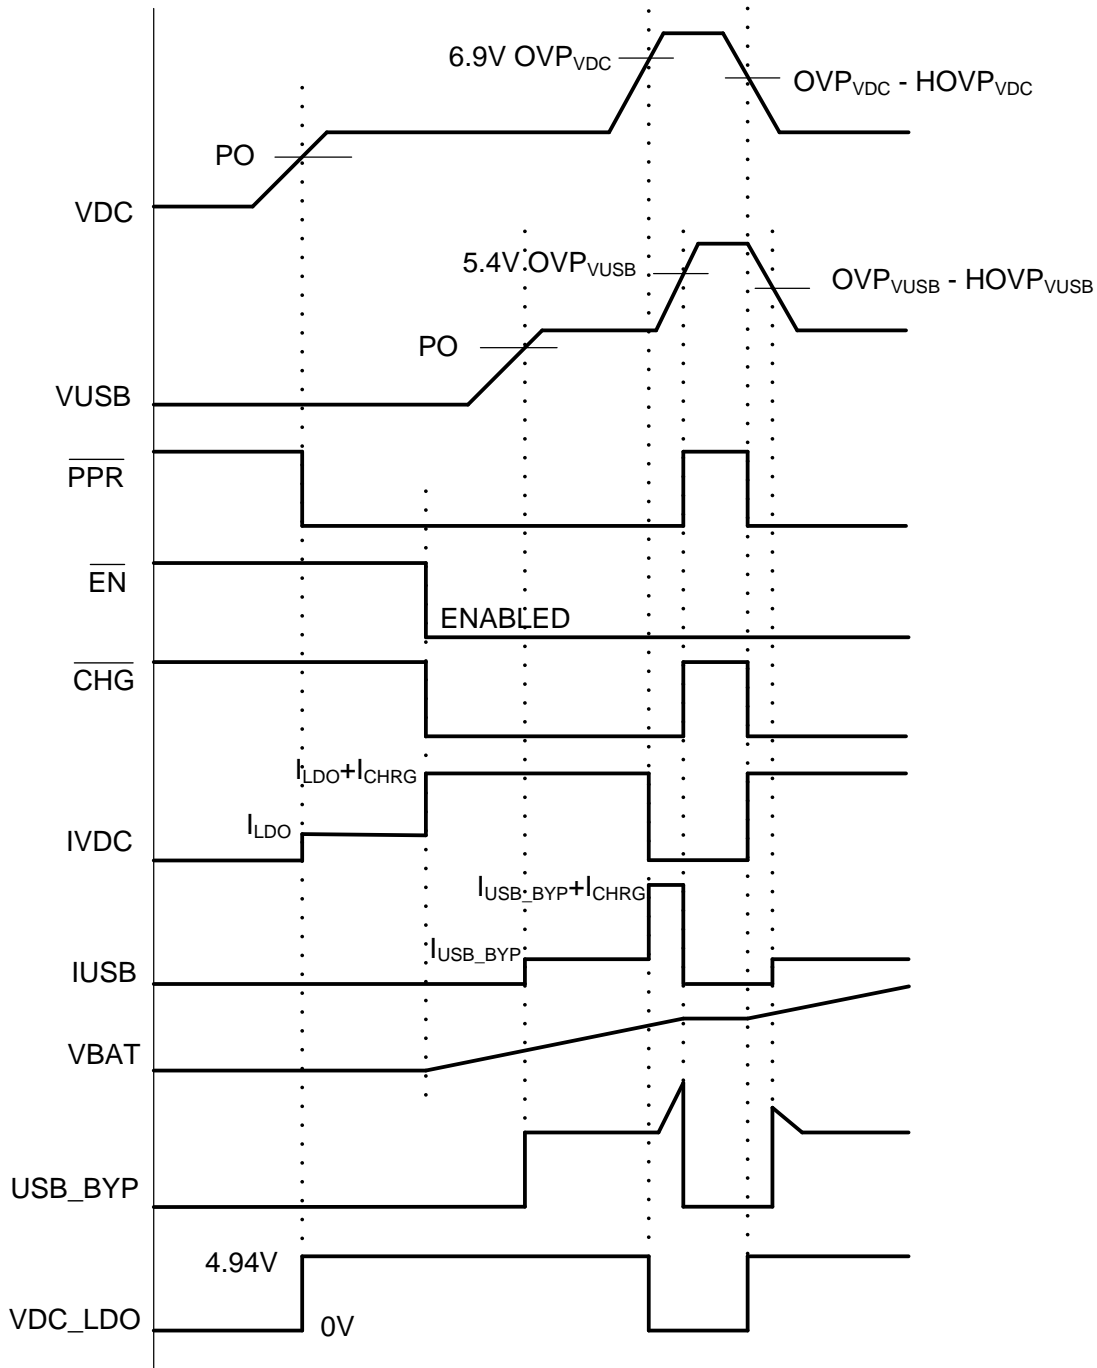 6.9V OVPVDC
OVPVDC - HOVPVDC
PO
VDC
5.4V OVPVUSB
OVPVUSB - HOVPVUSB
PO
VUSB
PPR
EN
ENABLED
CHG
ILDO+ICHRG
ILDO
IVDC
IUSB_BYP+ICHRG
IUSB_BYP
IUSB
VBAT
USB_BYP
4.94V
VDC_LDO
0V